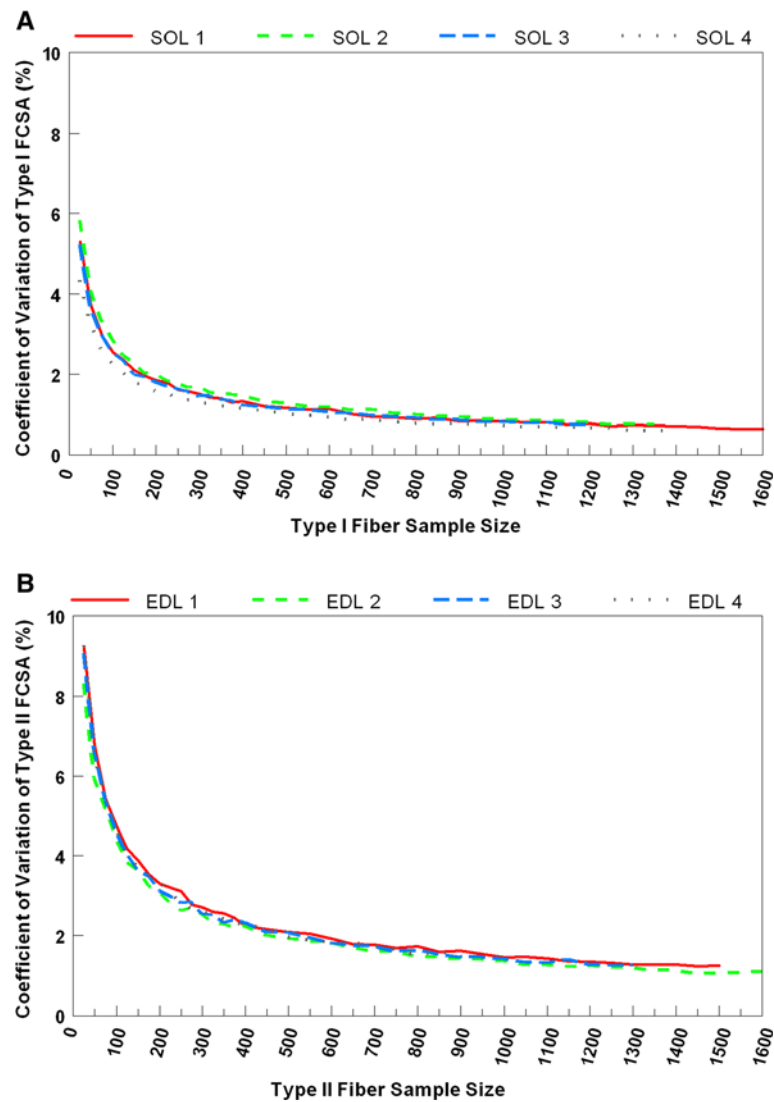 A
SOL 1 SOL 2 SOL 3 SOL 4
Coefficient of Variation of Type I FCSA (%)
10
8
6
4
2
0
0 100 200 300 400 500 600 700 800 900 1000 1100 1200 1300 1400 1500 1600
Type I Fiber Sample Size
B
EDL 1 EDL 2 EDL 3 EDL 4
Coefficient of Variation of Type II FCSA (%)
10
8
6
4
2
0
0 100 200 300 400 500 600 700 800 900 1000 1100 1200 1300 1400 1500 1600
Type II Fiber Sample Size